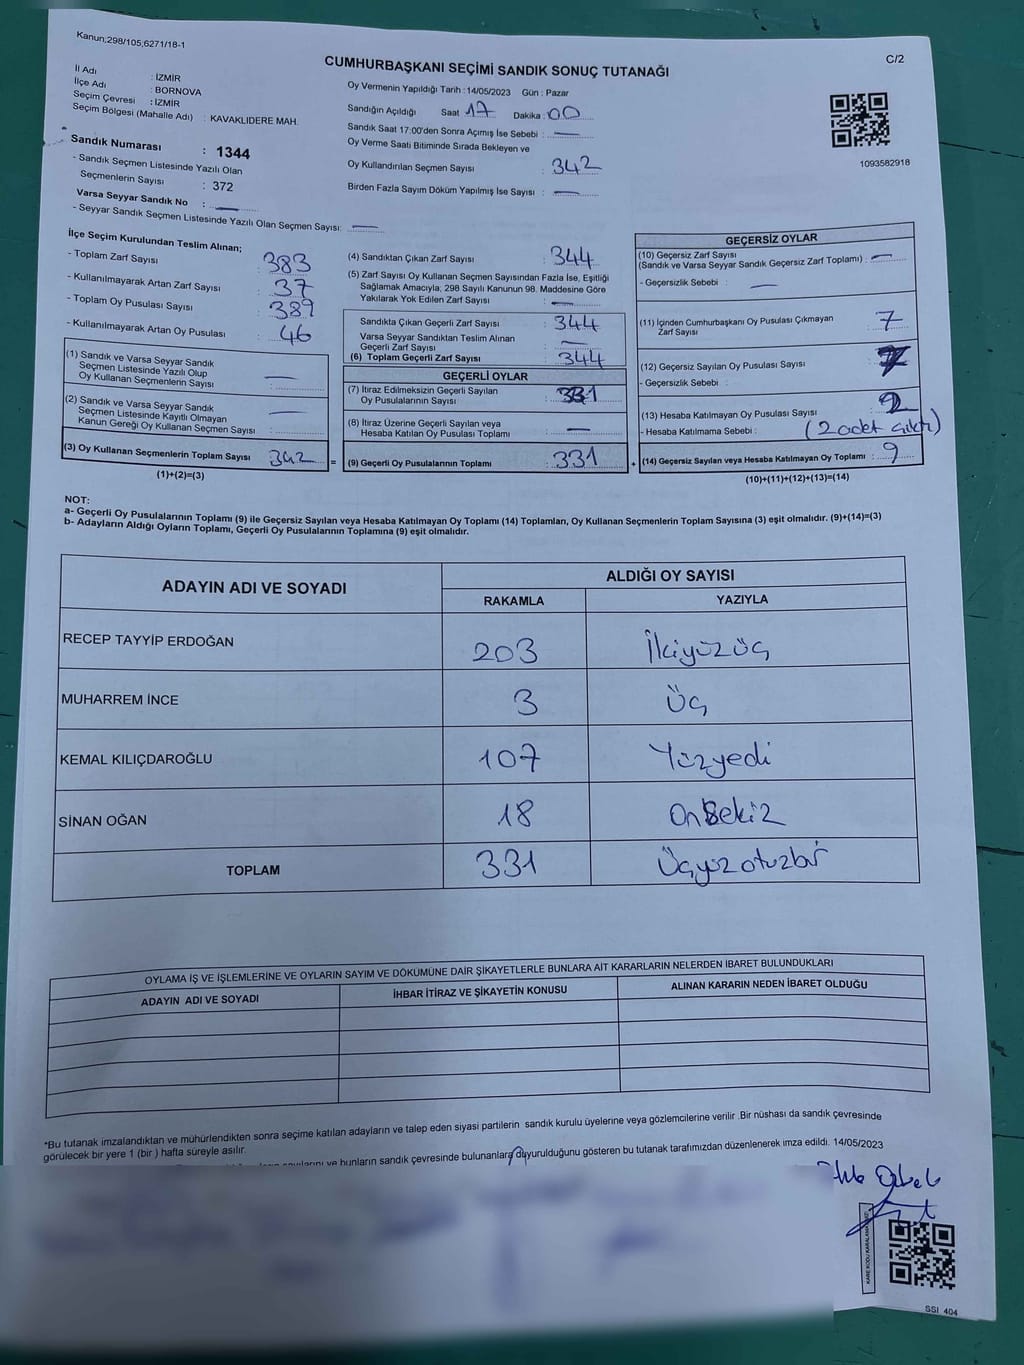 Kanun;298/105;6271/18-1
C/2
CUMHURBAŞKANI SEÇİMİ SANDIK SONUÇ TUTANAĞI
İl Adı : İZMİR
İlçe Adı : BORNOVA
Seçim Çevresi : İZMİR
Seçim Bölgesi (Mahalle Adı) : KAVAKLIDERE MAH.
Sandık Numarası : 1344
- Sandık Seçmen Listesinde Yazılı Olan
Seçmenlerin Sayısı : 372
Varsa Seyyar Sandık No : —
- Seyyar Sandık Seçmen Listesinde Yazılı Olan Seçmen Sayısı: —
Oy Vermenin Yapıldığı Tarih : 14/05/2023 Gün : Pazar
Sandığın Açıldığı Saat 17 Dakika : 00
Sandık Saat 17:00'den Sonra Açımış İse Sebebi : —
Oy Verme Saati Bitiminde Sırada Bekleyen ve
Oy Kullandırılan Seçmen Sayısı : 342
Birden Fazla Sayım Döküm Yapılmış İse Sayısı : —
1093582918
İlçe Seçim Kurulundan Teslim Alınan;
- Toplam Zarf Sayısı : 383
- Kullanılmayarak Artan Zarf Sayısı : 37
- Toplam Oy Pusulası Sayısı : 389
- Kullanılmayarak Artan Oy Pusulası : 46
(1) Sandık ve Varsa Seyyar Sandık
Seçmen Listesinde Yazılı Olup
Oy Kullanan Seçmenlerin Sayısı : —
(2) Sandık ve Varsa Seyyar Sandık
Seçmen Listesinde Kayıtlı Olmayan
Kanun Gereği Oy Kullanan Seçmen Sayısı : —
(3) Oy Kullanan Seçmenlerin Toplam Sayısı : 342 =
(1)+(2)=(3)
(4) Sandıktan Çıkan Zarf Sayısı : 344
(5) Zarf Sayısı Oy Kullanan Seçmen Sayısından Fazla İse, Eşitliği
Sağlamak Amacıyla, 298 Sayılı Kanunun 98. Maddesine Göre
Yakılarak Yok Edilen Zarf Sayısı : —
Sandıkta Çıkan Geçerli Zarf Sayısı : 344
Varsa Seyyar Sandıktan Teslim Alınan
Geçerli Zarf Sayısı : —
(6) Toplam Geçerli Zarf Sayısı : 344
GEÇERLİ OYLAR
(7) İtiraz Edilmeksizin Geçerli Sayılan
Oy Pusulalarının Sayısı : 331
(8) İtiraz Üzerine Geçerli Sayılan veya
Hesaba Katılan Oy Pusulası Toplamı : —
(9) Geçerli Oy Pusulalarının Toplamı : 331 +
GEÇERSİZ OYLAR
(10) Geçersiz Zarf Sayısı
(Sandık ve Varsa Seyyar Sandık Geçersiz Zarf Toplamı) : —
- Geçersizlik Sebebi : —
(11) İçinden Cumhurbaşkanı Oy Pusulası Çıkmayan
Zarf Sayısı : 7
(12) Geçersiz Sayılan Oy Pusulası Sayısı :
- Geçersizlik Sebebi :
(13) Hesaba Katılmayan Oy Pusulası Sayısı : 2
- Hesaba Katılmama Sebebi : (2 adet çıktı)
(14) Geçersiz Sayılan veya Hesaba Katılmayan Oy Toplamı : 9
(10)+(11)+(12)+(13)=(14)
NOT:
a- Geçerli Oy Pusulalarının Toplamı (9) ile Geçersiz Sayılan veya Hesaba Katılmayan Oy Toplamı (14) Toplamları, Oy Kullanan Seçmenlerin Toplam Sayısına (3) eşit olmalıdır. (9)+(14)=(3)
b- Adayların Aldığı Oyların Toplamı, Geçerli Oy Pusulalarının Toplamına (9) eşit olmalıdır.
ADAYIN ADI VE SOYADI ALDIĞI OY SAYISI
RAKAMLA YAZIYLA
RECEP TAYYİP ERDOĞAN 203 İkiyüzüç
MUHARREM İNCE 3 Üç
KEMAL KILIÇDAROĞLU 107 Yüzyedi
SİNAN OĞAN 18 Onsekiz
TOPLAM 331 Üçyüzotuzbir
OYLAMA İŞ VE İŞLEMLERİNE VE OYLARIN SAYIM VE DÖKÜMÜNE DAİR ŞİKAYETLERLE BUNLARA AİT KARARLARIN NELERDEN İBARET BULUNDUKLARI
ADAYIN ADI VE SOYADI İHBAR İTİRAZ VE ŞİKAYETİN KONUSU ALINAN KARARIN NEDEN İBARET OLDUĞU
*Bu tutanak imzalandıktan ve mühürlendikten sonra seçime katılan adayların ve talep eden siyasi partilerin sandık kurulu üyelerine veya gözlemcilerine verilir .Bir nüshası da sandık çevresinde
görülecek bir yere 1 (bir ) hafta süreyle asılır.
ve bunların sandık çevresinde bulunanlara duyurulduğunu gösteren bu tutanak tarafımızdan düzenlenerek imza edildi. 14/05/2023
SSI 404